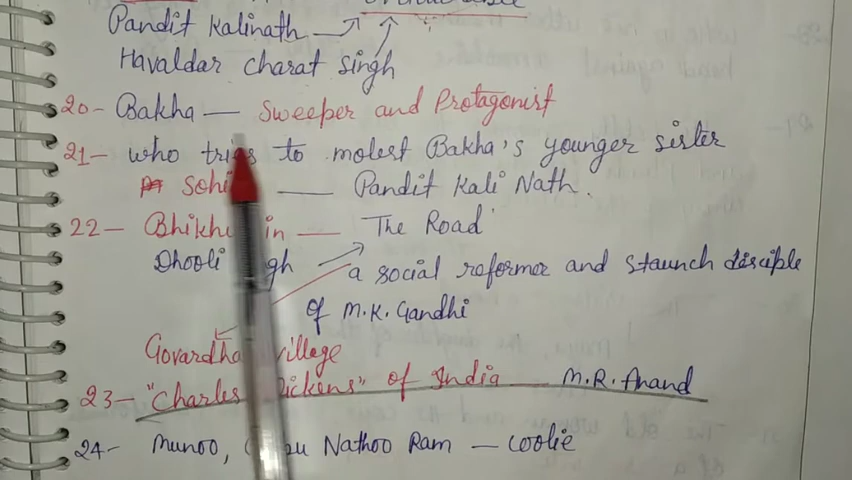 Pandit Kalinath
Havaldar Charat Singh
20- Bakha — Sweeper and Protagonist
21- who tries to molest Bakha's younger sister
— Pandit Kali Nath.
22- in — The Road
a social reformer and staunch disciple
of M.K. Gandhi
village
23- "Charles Dickens" of India — M.R. Anand
24- Munoo, Nathoo Ram — Coolie